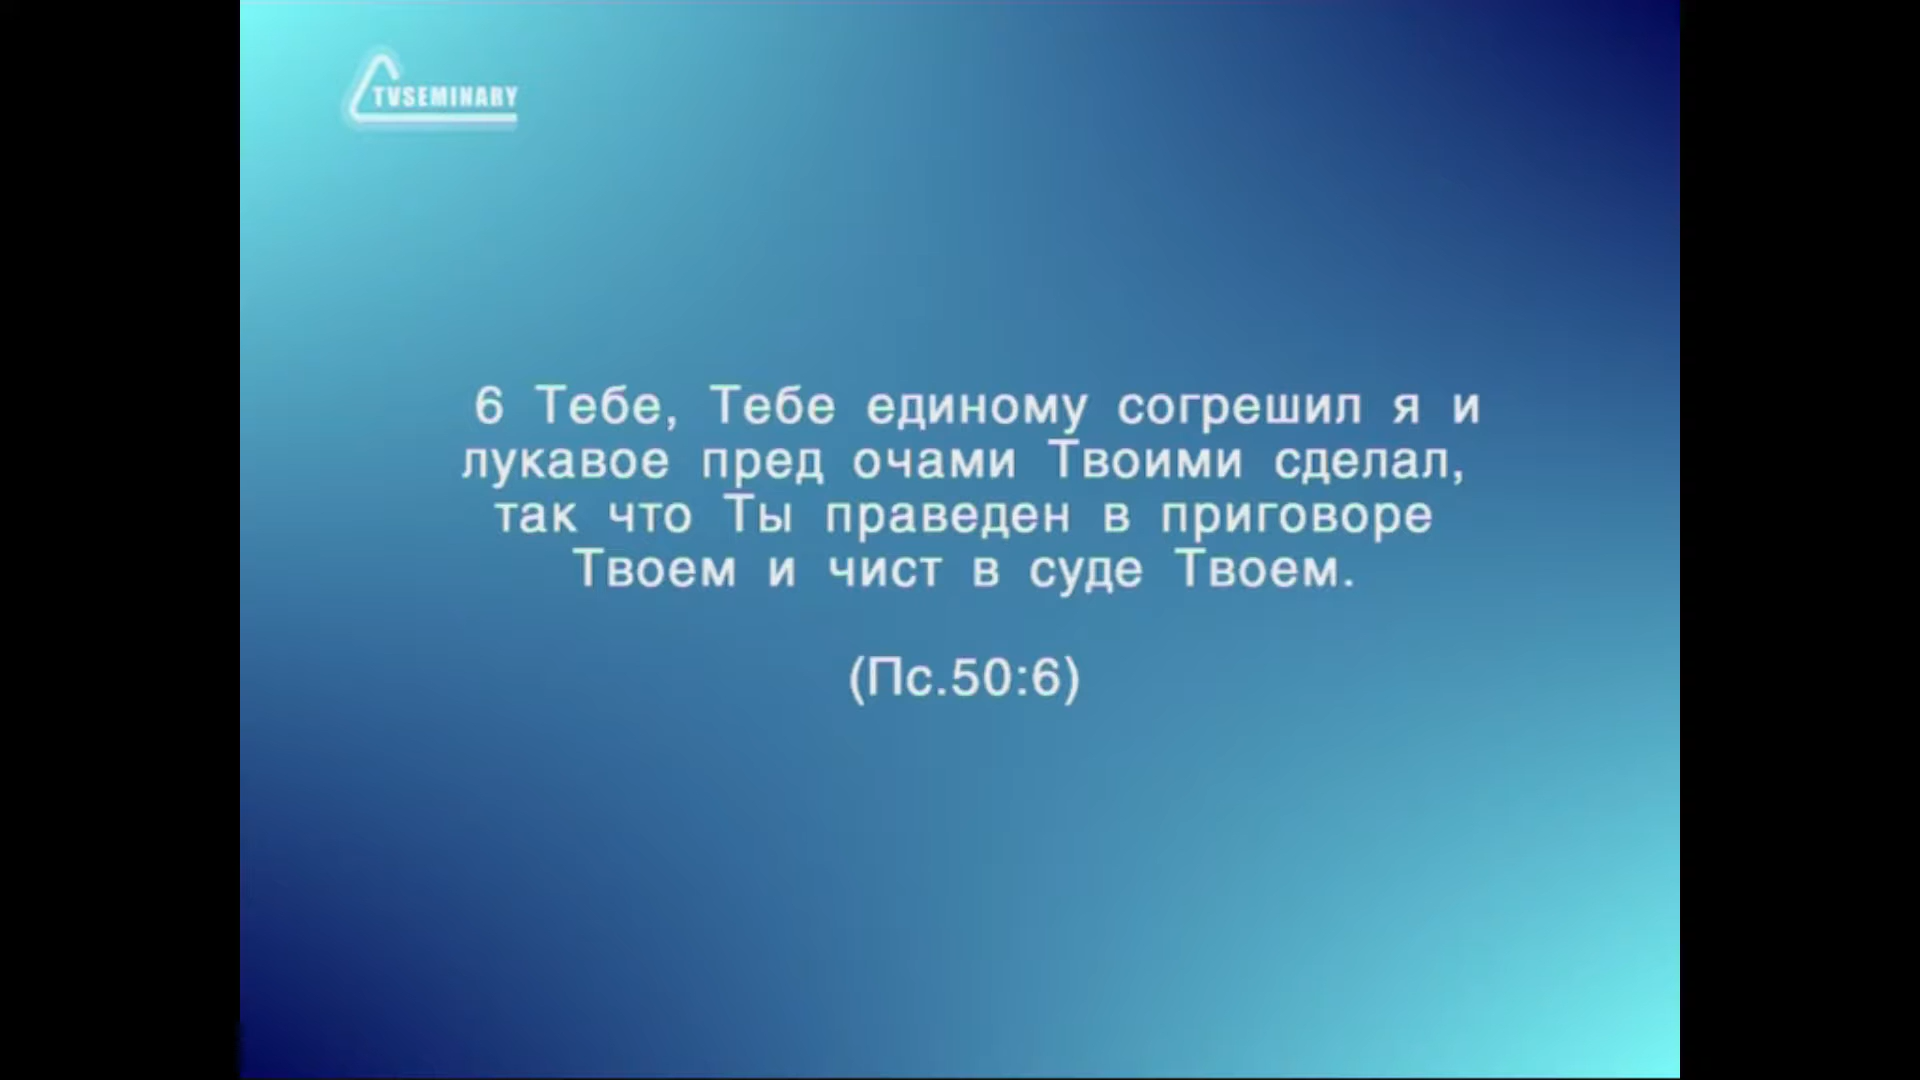 TVSEMINARY
6 Тебе, Тебе единому согрешил я и
лукавое пред очами Твоими сделал,
так что Ты праведен в приговоре
Твоем и чист в суде Твоем.
(Пс.50:6)